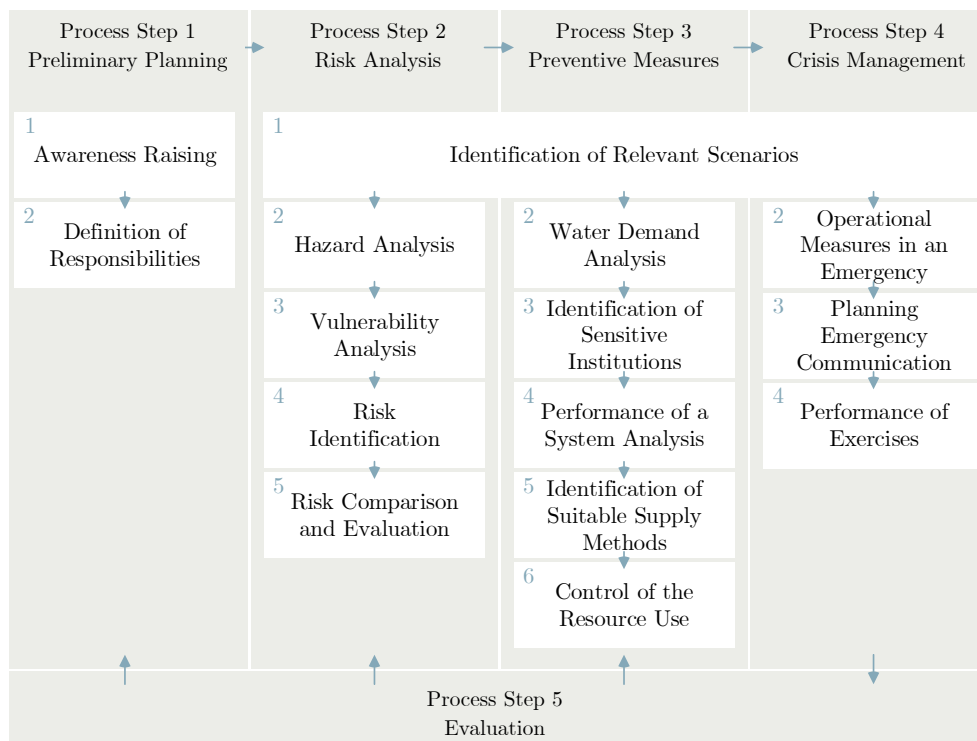 Process Step 1
Preliminary Planning
Process Step 2
Risk Analysis
Process Step 3
Preventive Measures
Process Step 4
Crisis Management
1
Awareness Raising
2
Definition of
Responsibilities
1
Identification of Relevant Scenarios
2
Hazard Analysis
3
Vulnerability
Analysis
4
Risk
Identification
5
Risk Comparison
and Evaluation
2
Water Demand
Analysis
3
Identification of
Sensitive
Institutions
4
Performance of a
System Analysis
5
Identification of
Suitable Supply
Methods
6
Control of the
Resource Use
2
Operational
Measures in an
Emergency
3
Planning
Emergency
Communication
4
Performance of
Exercises
Process Step 5
Evaluation